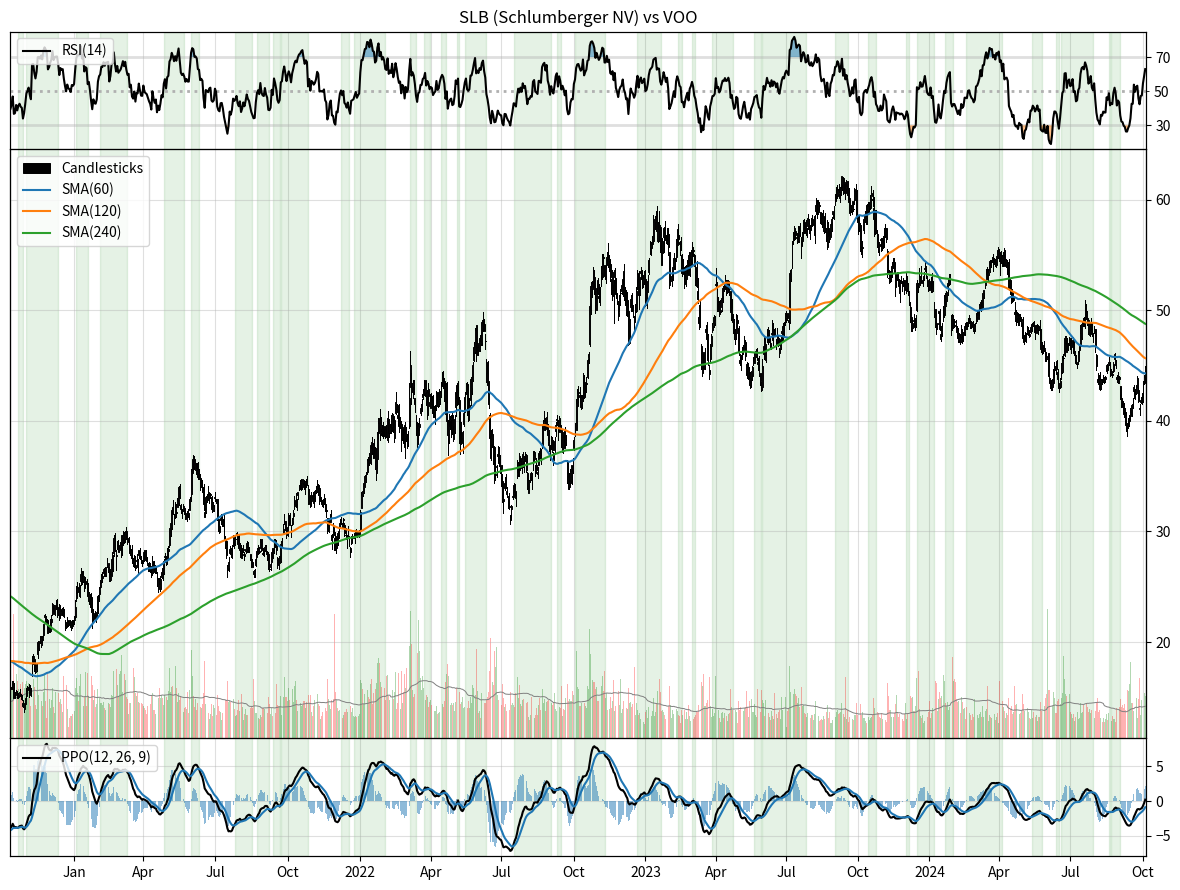 SLB (Schlumberger NV) vs VOO
RSI(14)
70
50
30
Candlesticks
SMA(60)
SMA(120)
SMA(240)
60
50
40
30
20
PPO(12, 26, 9)
5
0
−5
Jan Apr Jul Oct 2022 Apr Jul Oct 2023 Apr Jul Oct 2024 Apr Jul Oct